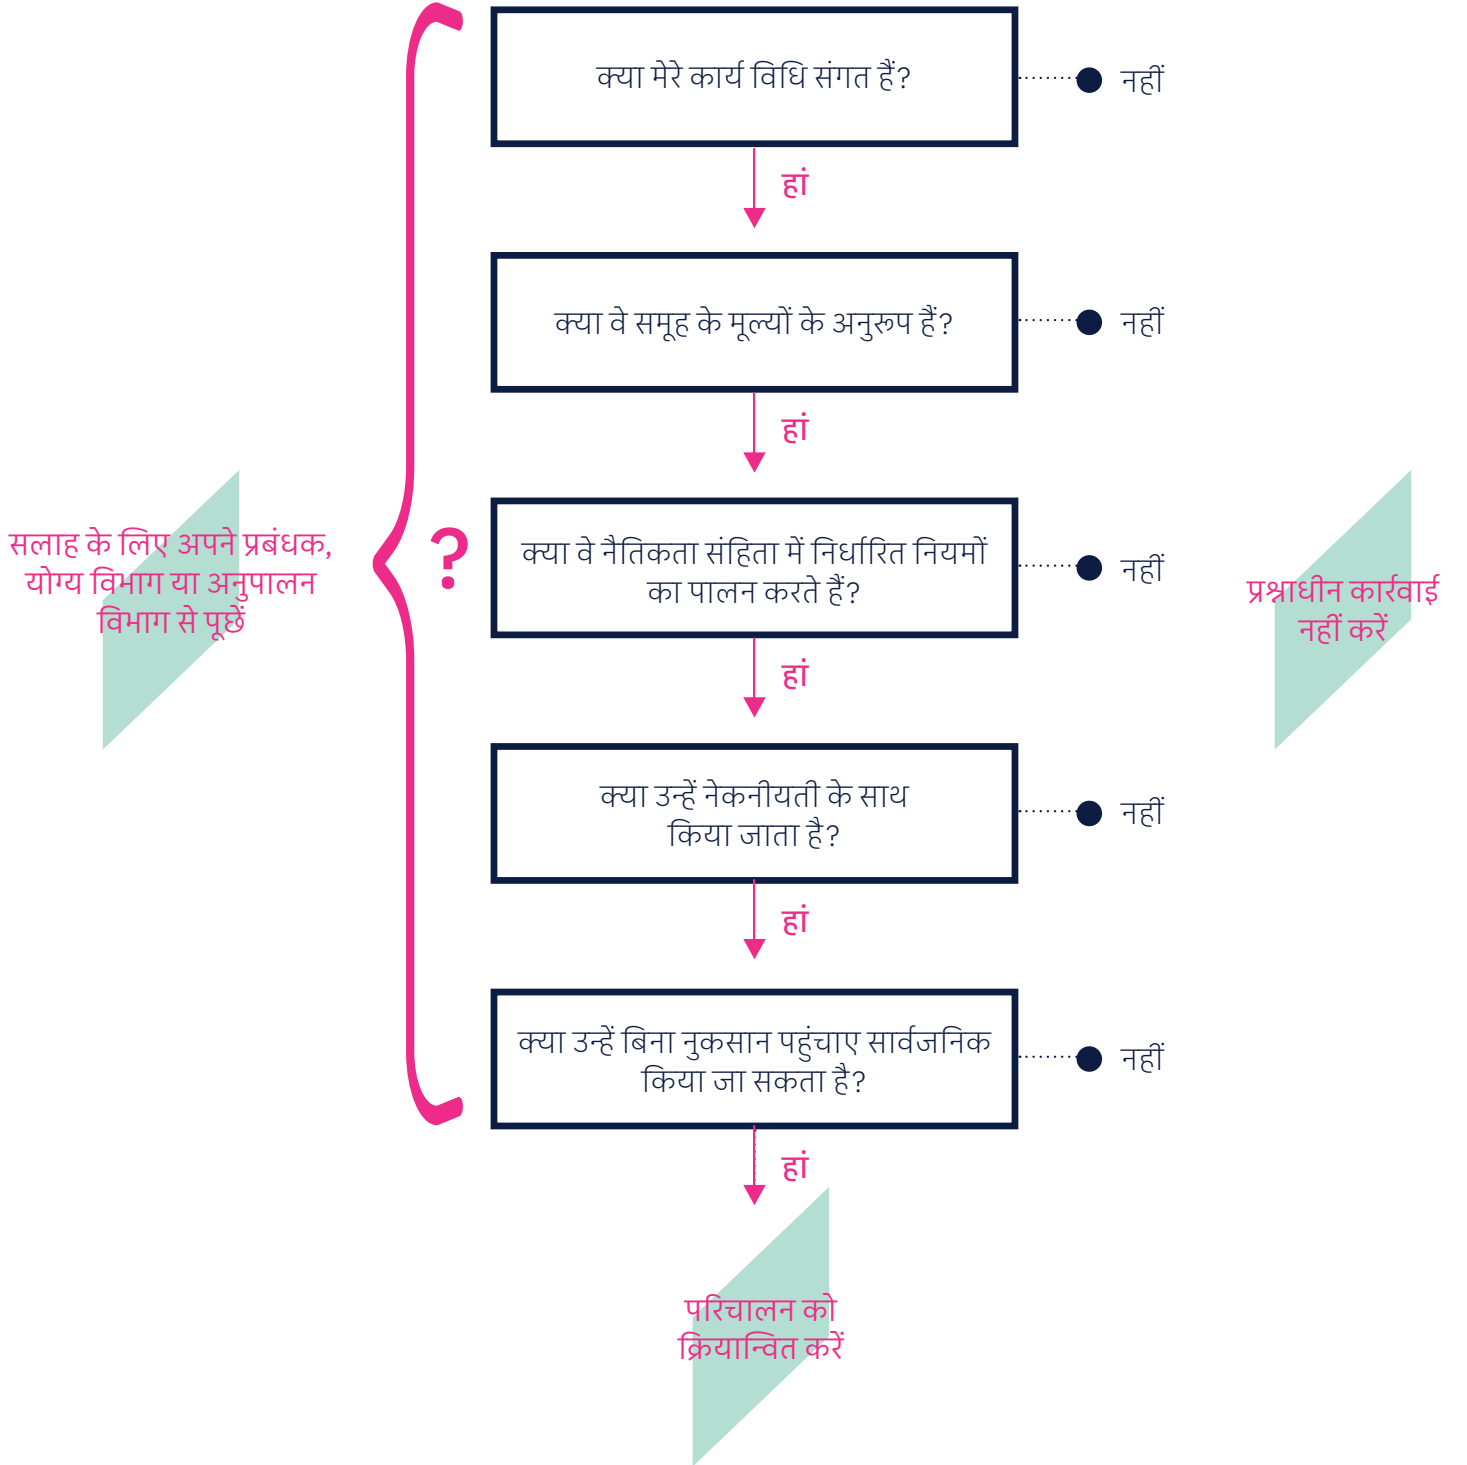 क्या मेरे कार्य विधि संगत हैं?
नहीं
हां
क्या वे समूह के मूल्यों के अनुरूप हैं?
नहीं
हां
सलाह के लिए अपने प्रबंधक,
योग्य विभाग या अनुपालन
विभाग से पूछें
?
क्या वे नैतिकता संहिता में निर्धारित नियमों
का पालन करते हैं?
नहीं
प्रश्नाधीन कार्रवाई
नहीं करें
हां
क्या उन्हें नेकनीयती के साथ
किया जाता है?
नहीं
हां
क्या उन्हें बिना नुकसान पहुंचाए सार्वजनिक
किया जा सकता है?
नहीं
हां
परिचालन को
क्रियान्वित करें